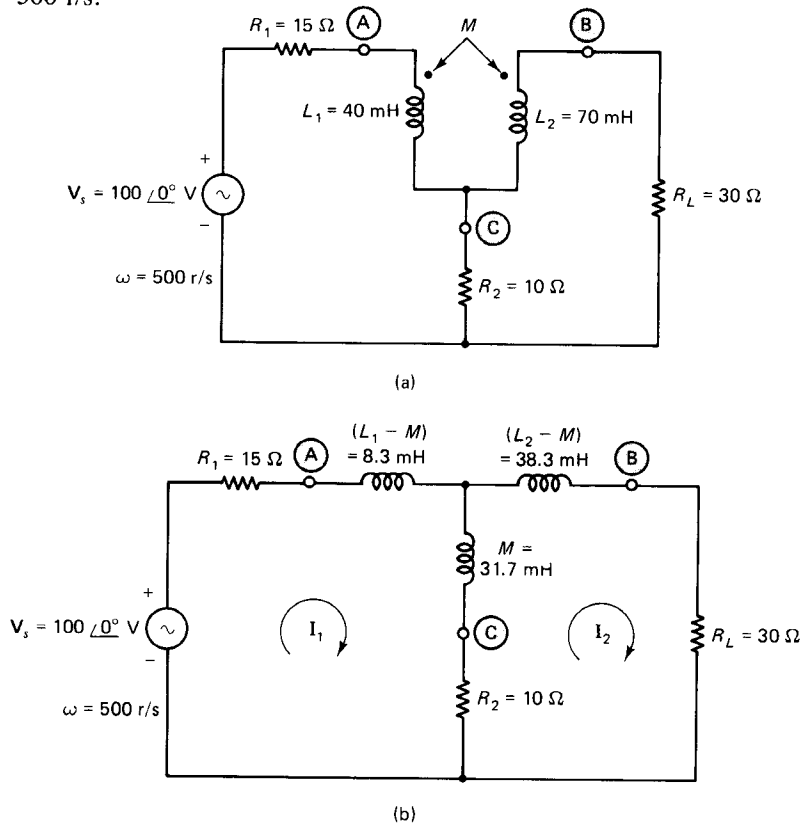 500 r/s.
R₁ = 15 Ω
A
M
B
L₁ = 40 mH
L₂ = 70 mH
+
Vₛ = 100 ∠0° V
−
R_L = 30 Ω
C
ω = 500 r/s
R₂ = 10 Ω
(a)
(L₁ − M)
= 8.3 mH
(L₂ − M)
= 38.3 mH
R₁ = 15 Ω
A
B
M =
31.7 mH
+
Vₛ = 100 ∠0° V
−
I₁
C
I₂
R_L = 30 Ω
ω = 500 r/s
R₂ = 10 Ω
(b)